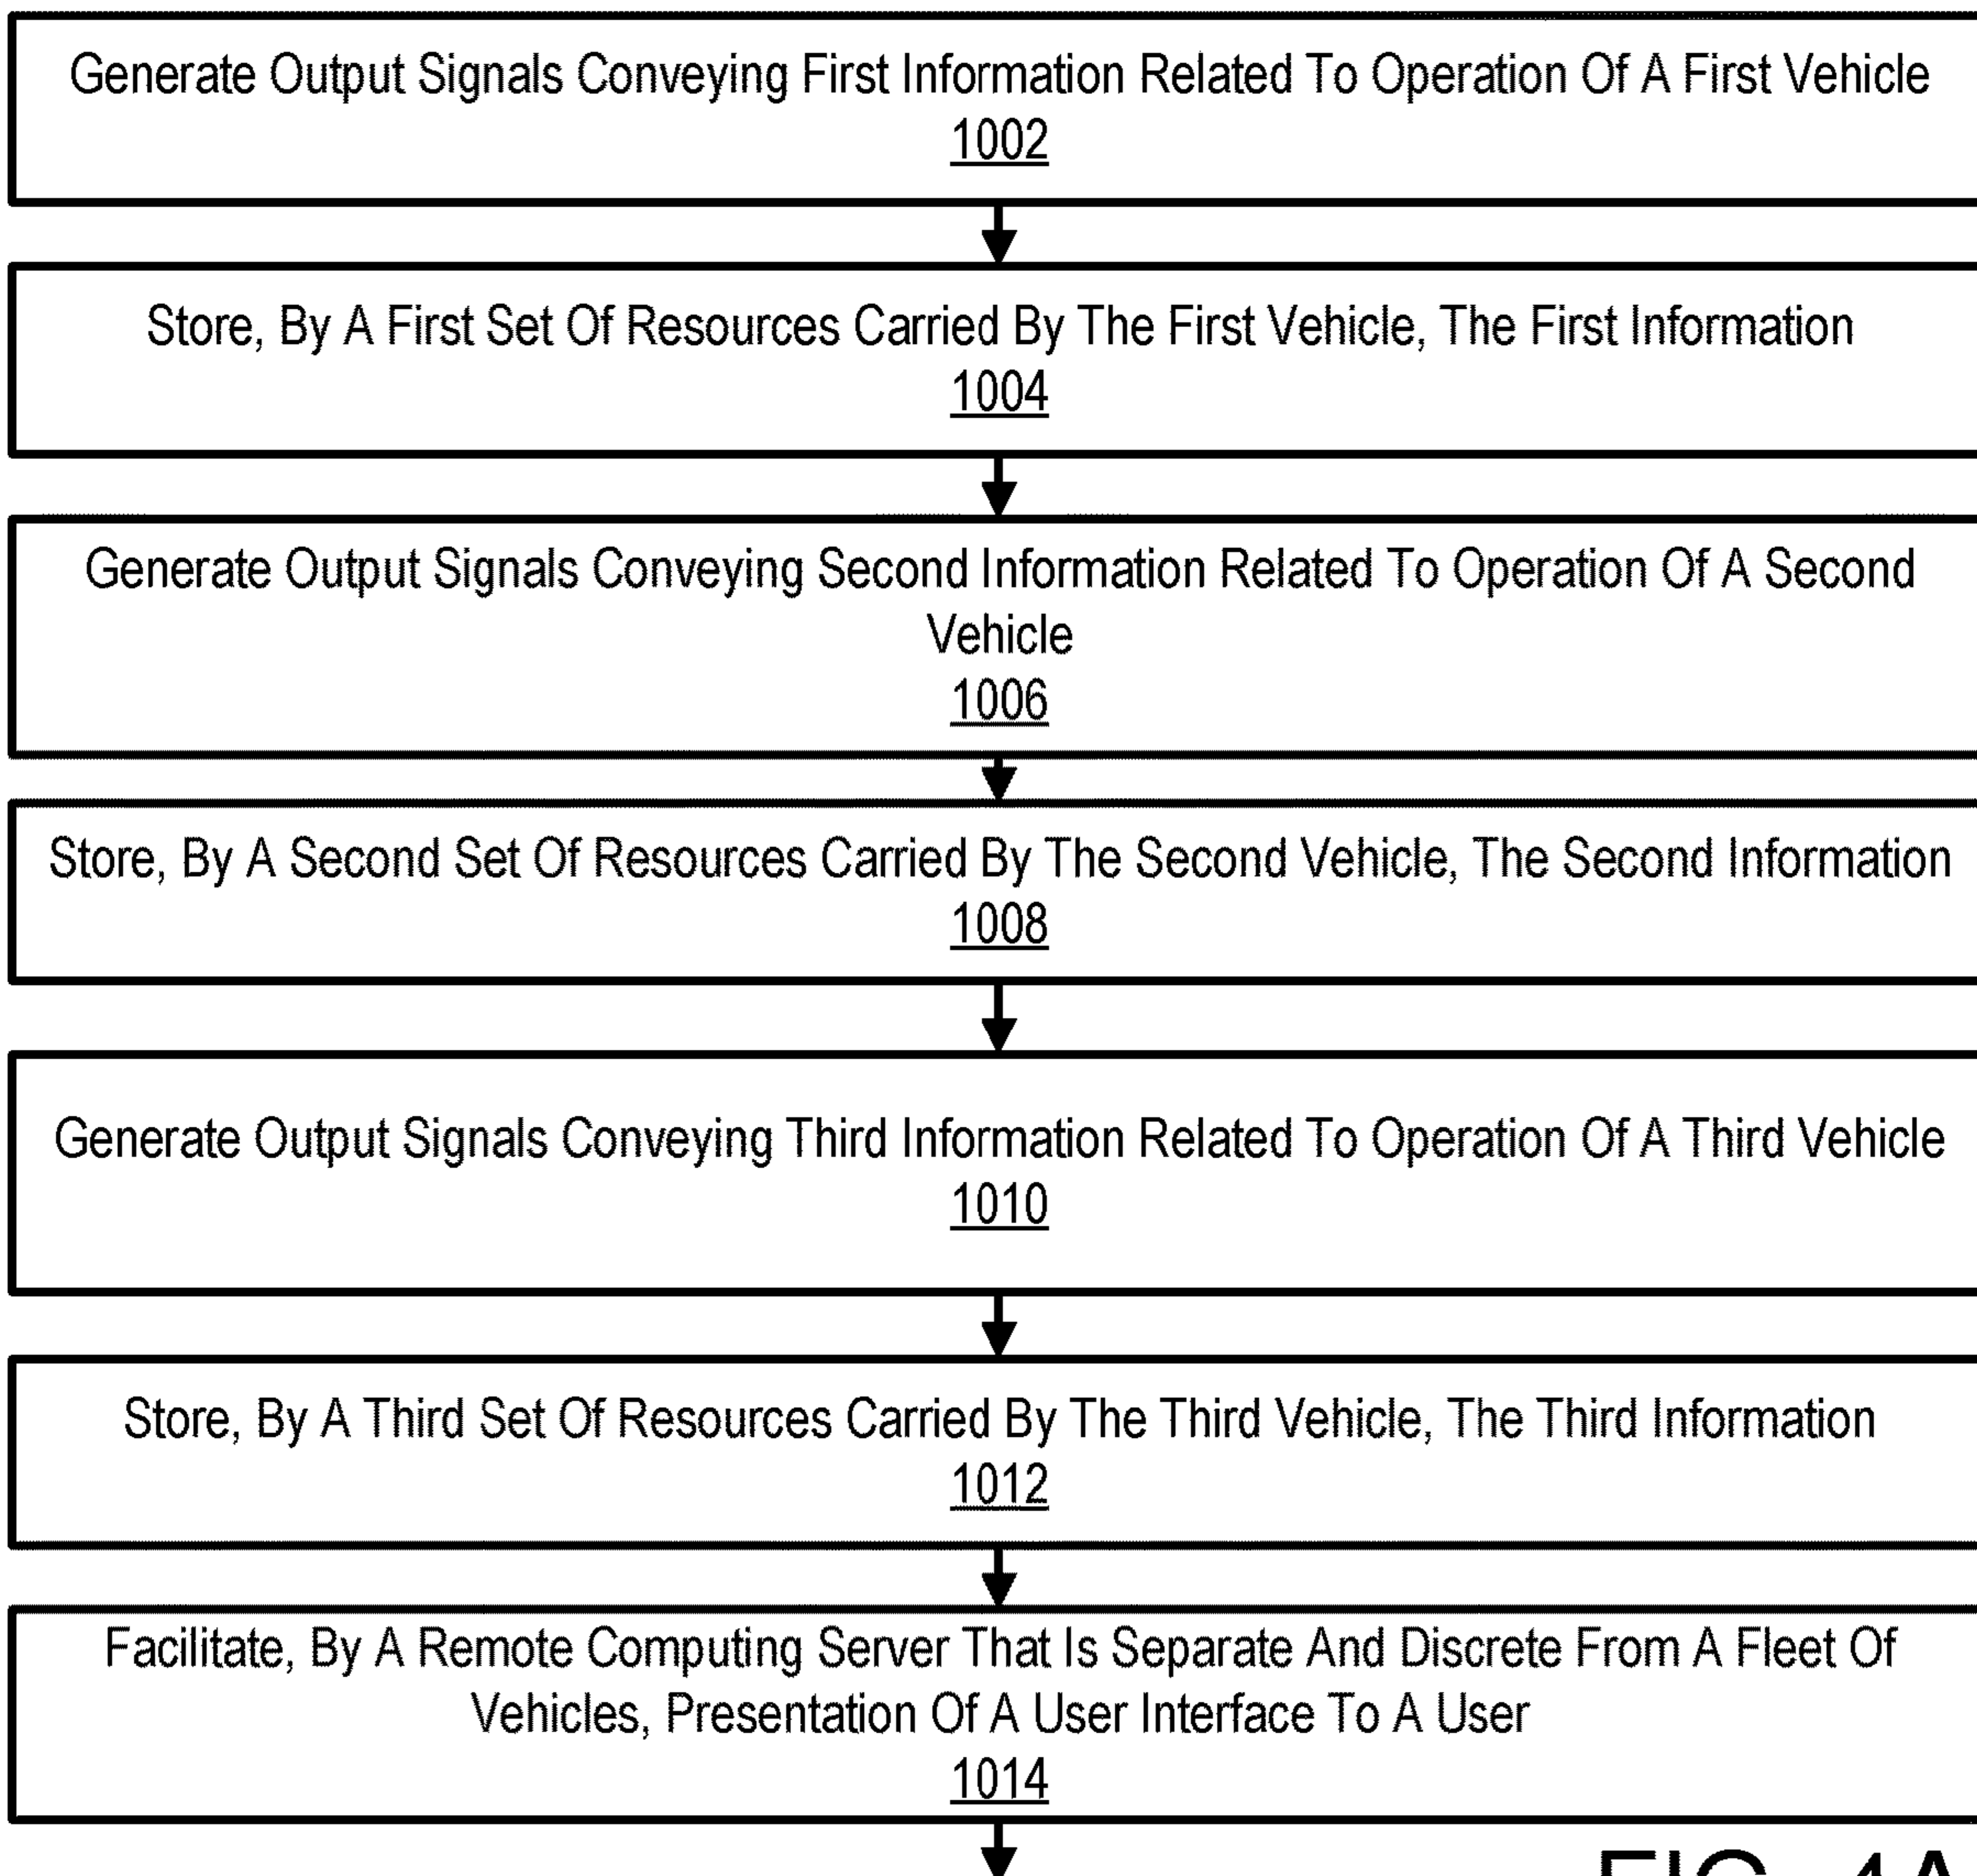 Generate Output Signals Conveying First Information Related To Operation Of A First Vehicle
1002
Store, By A First Set Of Resources Carried By The First Vehicle, The First Information
1004
Generate Output Signals Conveying Second Information Related To Operation Of A Second
Vehicle
1006
Store, By A Second Set Of Resources Carried By The Second Vehicle, The Second Information
1008
Generate Output Signals Conveying Third Information Related To Operation Of A Third Vehicle
1010
Store, By A Third Set Of Resources Carried By The Third Vehicle, The Third Information
1012
Facilitate, By A Remote Computing Server That Is Separate And Discrete From A Fleet Of
Vehicles, Presentation Of A User Interface To A User
1014
FIG. 4A